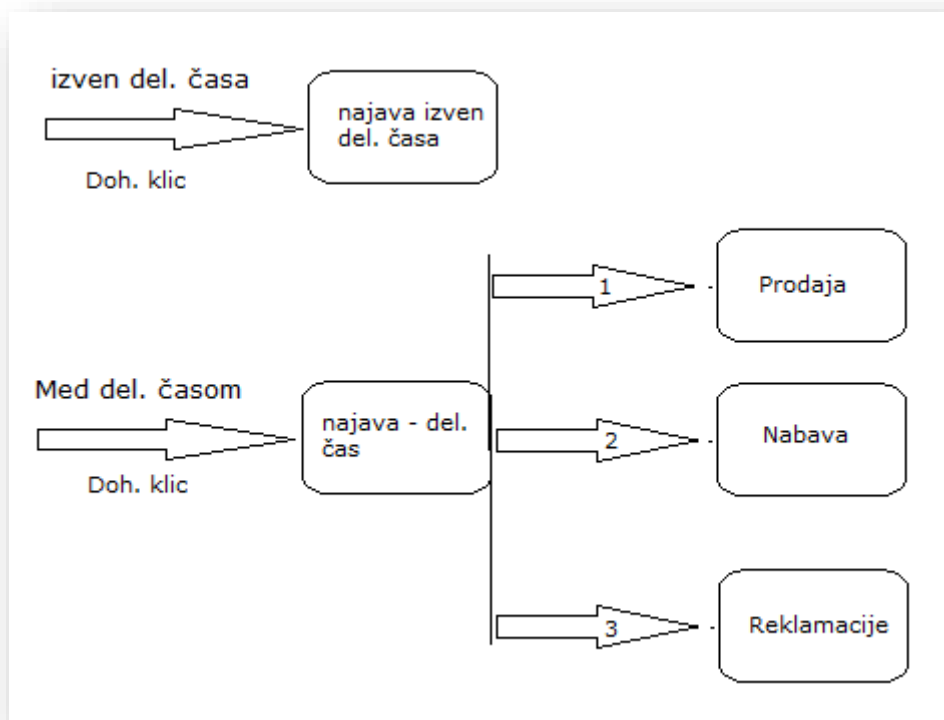 izven del. časa
najava izven
del. časa
Doh. klic
1
Prodaja
Med del. časom
najava - del.
čas
2
Nabava
Doh. klic
3
Reklamacije